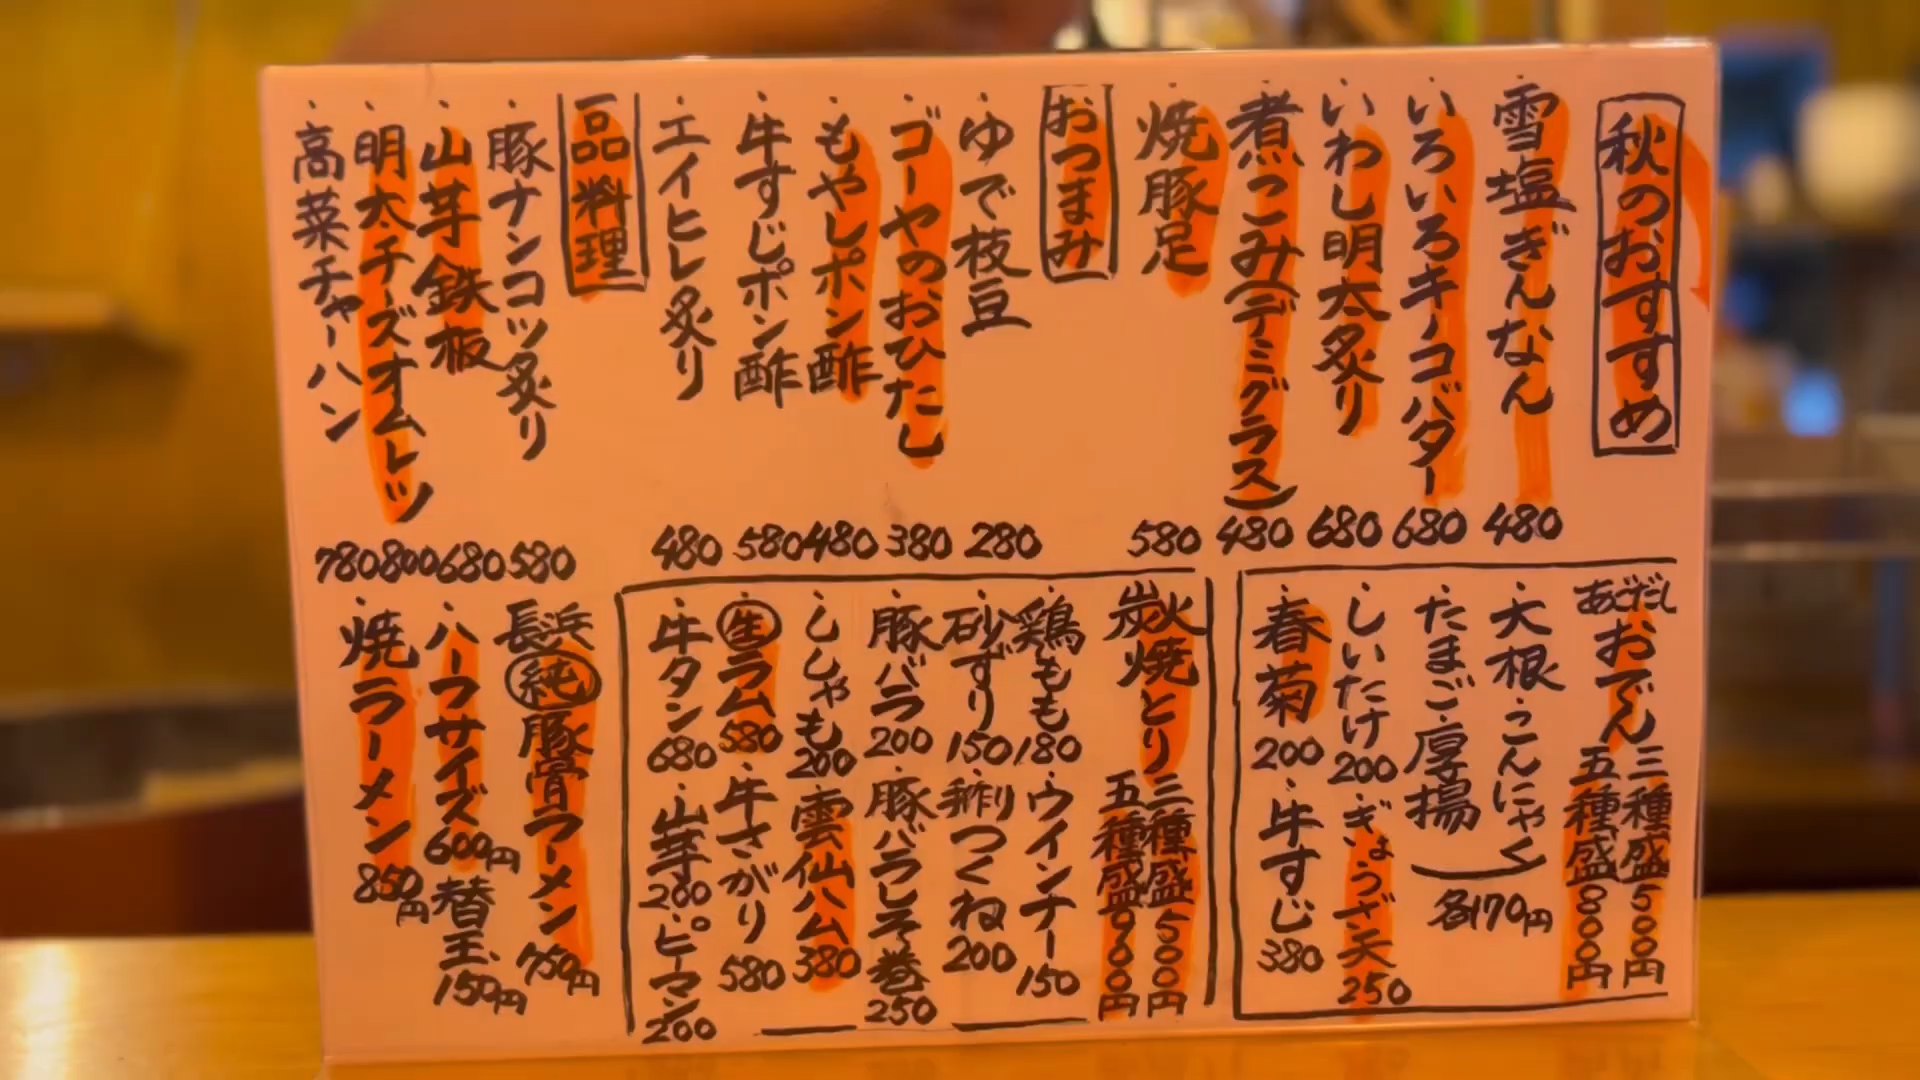 秋のおすすめ
・雪塩ぎんなん 480
・いろいろキノコバター 680
・いわし明太炙り 680
・煮こみ(デミグラス) 480
・焼豚足 580
おつまみ
・ゆで枝豆 280
・ゴーヤのおひたし 380
・もやしポン酢 480
・牛すじポン酢 580
・エイヒレ炙り 480
一品料理
・豚ナンコツ炙り 580
・山芋鉄板 680
・明太チーズオムレツ 800
・高菜チャーハン 780
あごだしおでん
三種盛500円
五種盛800円
・大根・こんにゃく
・たまご・厚揚
各170円
・しいたけ200
・ぎょうざ天250
・春菊200
・牛すじ380
炭火焼とり
三種盛500円
五種盛900円
・鶏もも180
・ウインナー150
・砂ずり150
・手作りつくね200
・豚バラ200
・豚バラしそ巻250
・ししゃも200
・雲仙ハム380
・生ラム580
・牛さがり580
・牛タン680
・山芋200
・ピーマン200
長浜純豚骨ラーメン750円
・ハーフサイズ600円
替玉150円
・焼ラーメン850円